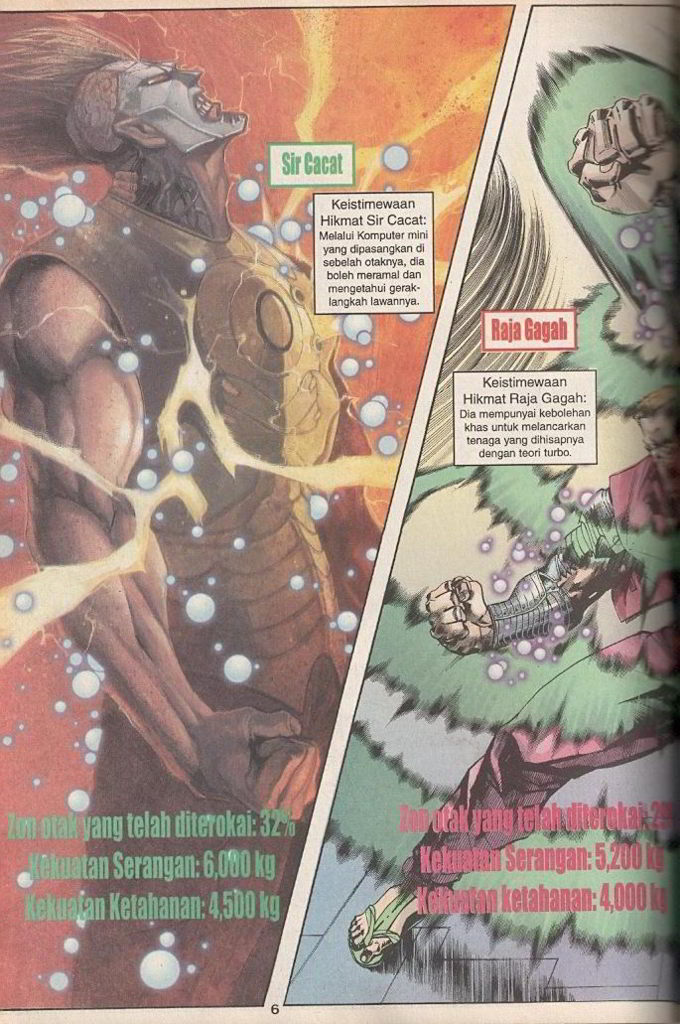 Sir Cacat
Keistimewaan
Hikmat Sir Cacat:
Melalui Komputer mini
yang dipasangkan di
sebelah otaknya, dia
boleh meramal dan
mengetahui gerak-
langkah lawannya.
Zon otak yang telah diterokai: 32%
Kekuatan Serangan: 6,000 kg
Kekuatan Ketahanan: 4,500 kg
Raja Gagah
Keistimewaan
Hikmat Raja Gagah:
Dia mempunyai kebolehan
khas untuk melancarkan
tenaga yang dihisapnya
dengan teori turbo.
Zon otak yang telah diterokai:
Kekuatan Serangan: 5,200 kg
Kekuatan ketahanan: 4,000 kg
6